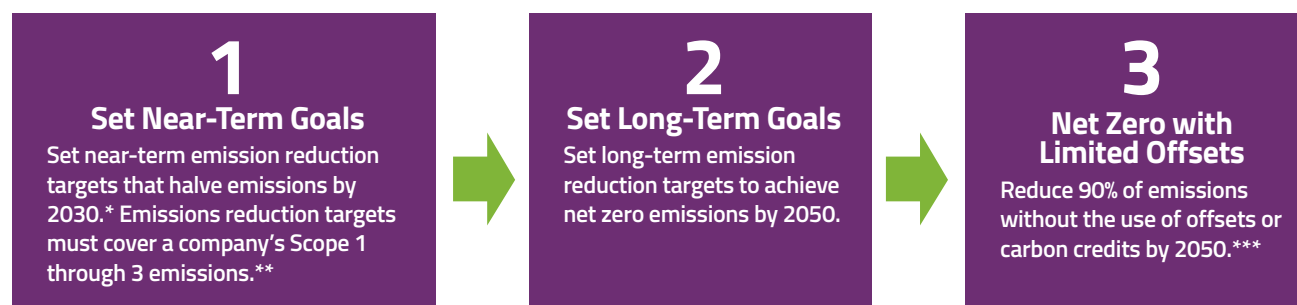 1
Set Near-Term Goals
Set near-term emission reduction
targets that halve emissions by
2030.* Emissions reduction targets
must cover a company’s Scope 1
through 3 emissions.**
2
Set Long-Term Goals
Set long-term emission
reduction targets to achieve
net zero emissions by 2050.
3
Net Zero with
Limited Offsets
Reduce 90% of emissions
without the use of offsets or
carbon credits by 2050.***